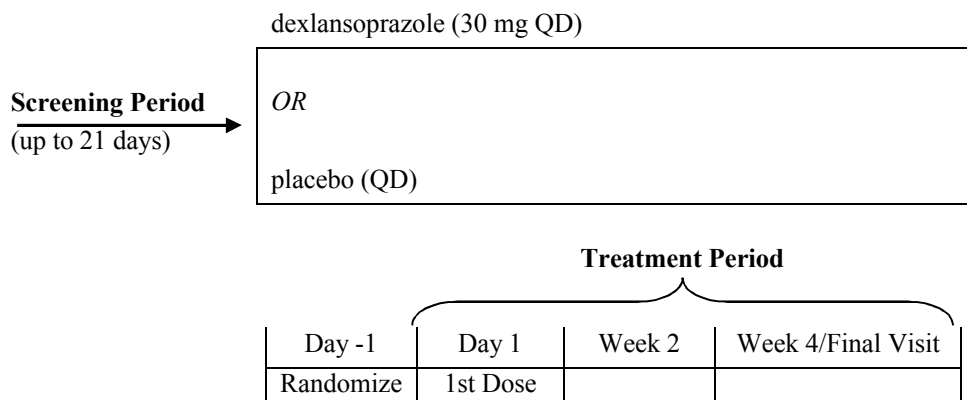 dexlansoprazole (30 mg QD)
Screening Period
(up to 21 days)
OR
placebo (QD)
Treatment Period
Day -1 Day 1 Week 2 Week 4/Final Visit
Randomize 1st Dose